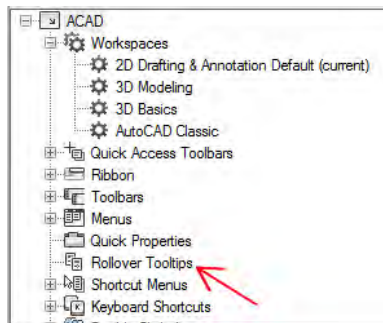 ACAD
Workspaces
2D Drafting & Annotation Default (current)
3D Modeling
3D Basics
AutoCAD Classic
Quick Access Toolbars
Ribbon
Toolbars
Menus
Quick Properties
Rollover Tooltips
Shortcut Menus
Keyboard Shortcuts